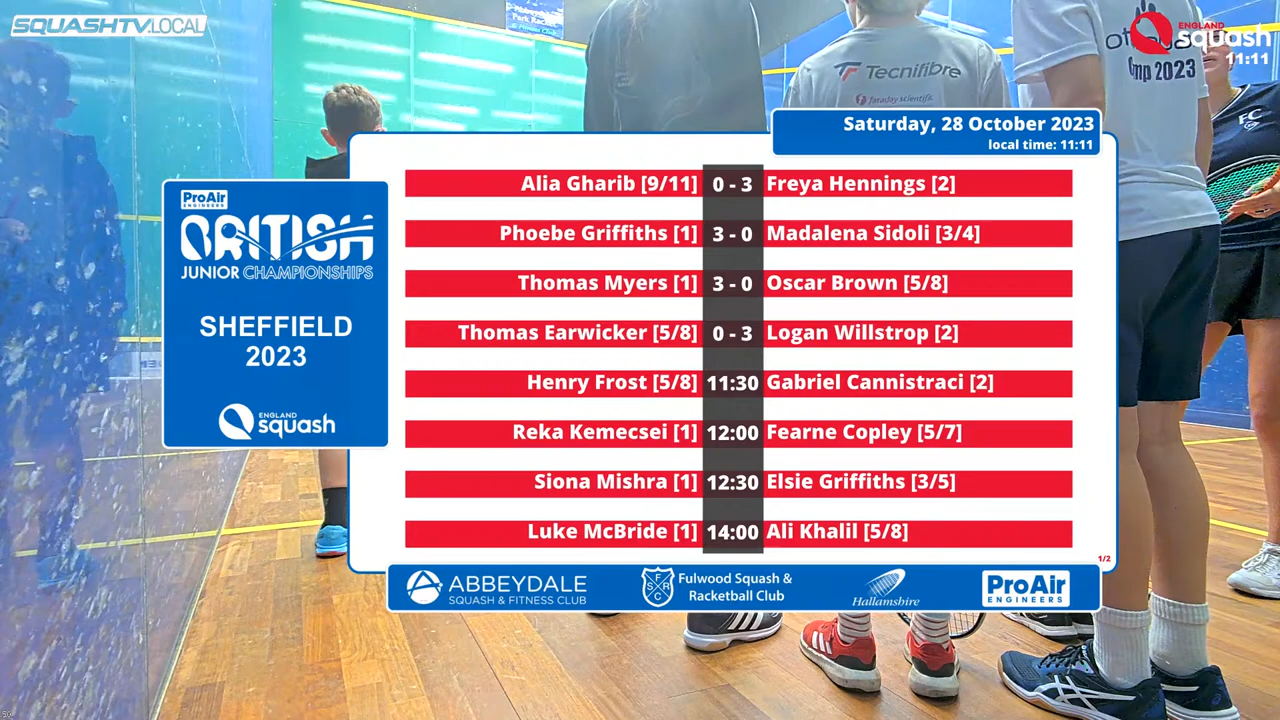 SQUASHTV.LOCAL
ENGLAND
squash
11:11
Tecnifibre
faraday scientific
2023
FC
Saturday, 28 October 2023
local time: 11:11
ProAir
ENGINEERS
BRITISH
JUNIOR CHAMPIONSHIPS
SHEFFIELD
2023
ENGLAND
squash
Alia Gharib [9/11] 0 - 3 Freya Hennings [2]
Phoebe Griffiths [1] 3 - 0 Madalena Sidoli [3/4]
Thomas Myers [1] 3 - 0 Oscar Brown [5/8]
Thomas Earwicker [5/8] 0 - 3 Logan Willstrop [2]
Henry Frost [5/8] 11:30 Gabriel Cannistraci [2]
Reka Kemecsei [1] 12:00 Fearne Copley [5/7]
Siona Mishra [1] 12:30 Elsie Griffiths [3/5]
Luke McBride [1] 14:00 Ali Khalil [5/8]
1/2
ABBEYDALE
SQUASH & FITNESS CLUB
FSRC
Fulwood Squash &
Racketball Club
Hallamshire
ProAir
ENGINEERS